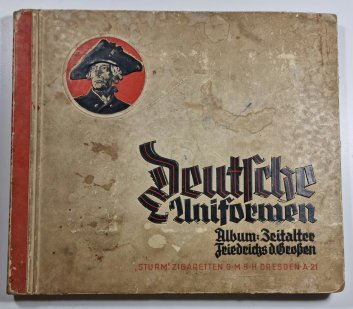 Deutsche
Uniformen
Album: Zeitalter
Friedrichs d. Großen
„STURM" ZIGARETTEN G·M·B·H DRESDEN-A·21